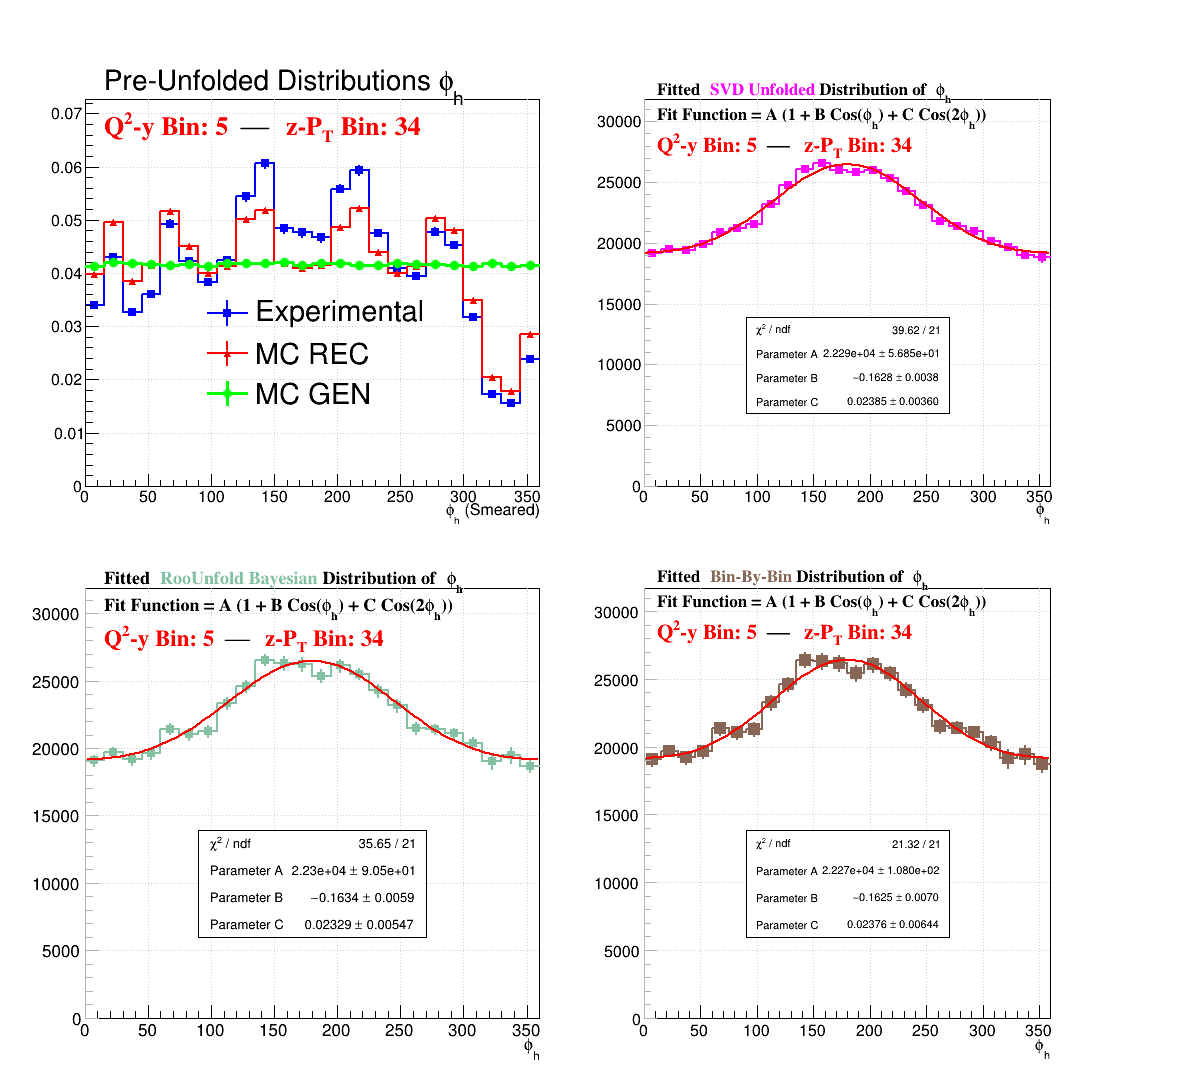 Pre-Unfolded Distributions ϕh
Q2-y Bin: 5 — z-PT Bin: 34
0.07
0.06
0.05
0.04
0.03
0.02
0.01
0
Experimental
MC REC
MC GEN
0 50 100 150 200 250 300 350
ϕh (Smeared)
Fitted SVD Unfolded Distribution of ϕh
Fit Function = A (1 + B Cos(ϕh) + C Cos(2ϕh))
Q2-y Bin: 5 — z-PT Bin: 34
30000
25000
20000
15000
10000
5000
0
χ2 / ndf 39.62 / 21
Parameter A 2.229e+04 ± 5.685e+01
Parameter B −0.1628 ± 0.0038
Parameter C 0.02385 ± 0.00360
0 50 100 150 200 250 300 350
ϕh
Fitted RooUnfold Bayesian Distribution of ϕh
Fit Function = A (1 + B Cos(ϕh) + C Cos(2ϕh))
Q2-y Bin: 5 — z-PT Bin: 34
30000
25000
20000
15000
10000
5000
0
χ2 / ndf 35.65 / 21
Parameter A 2.23e+04 ± 9.05e+01
Parameter B −0.1634 ± 0.0059
Parameter C 0.02329 ± 0.00547
0 50 100 150 200 250 300 350
ϕh
Fitted Bin-By-Bin Distribution of ϕh
Fit Function = A (1 + B Cos(ϕh) + C Cos(2ϕh))
Q2-y Bin: 5 — z-PT Bin: 34
30000
25000
20000
15000
10000
5000
0
χ2 / ndf 21.32 / 21
Parameter A 2.227e+04 ± 1.080e+02
Parameter B −0.1625 ± 0.0070
Parameter C 0.02376 ± 0.00644
0 50 100 150 200 250 300 350
ϕh